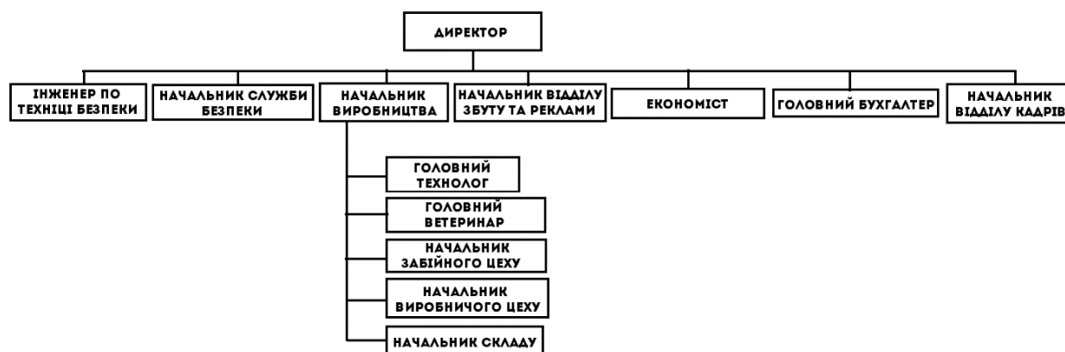 ДИРЕКТОР
ІНЖЕНЕР ПО
ТЕХНІЦІ БЕЗПЕКИ
НАЧАЛЬНИК СЛУЖБИ
БЕЗПЕКИ
НАЧАЛЬНИК
ВИРОБНИЦТВА
НАЧАЛЬНИК ВІДДІЛУ
ЗБУТУ ТА РЕКЛАМИ
ЕКОНОМІСТ
ГОЛОВНИЙ БУХГАЛТЕР
НАЧАЛЬНИК
ВІДДІЛУ КАДРІВ
ГОЛОВНИЙ
ТЕХНОЛОГ
ГОЛОВНИЙ
ВЕТЕРИНАР
НАЧАЛЬНИК
ЗАБІЙНОГО ЦЕХУ
НАЧАЛЬНИК
ВИРОБНИЧОГО ЦЕХУ
НАЧАЛЬНИК СКЛАДУ